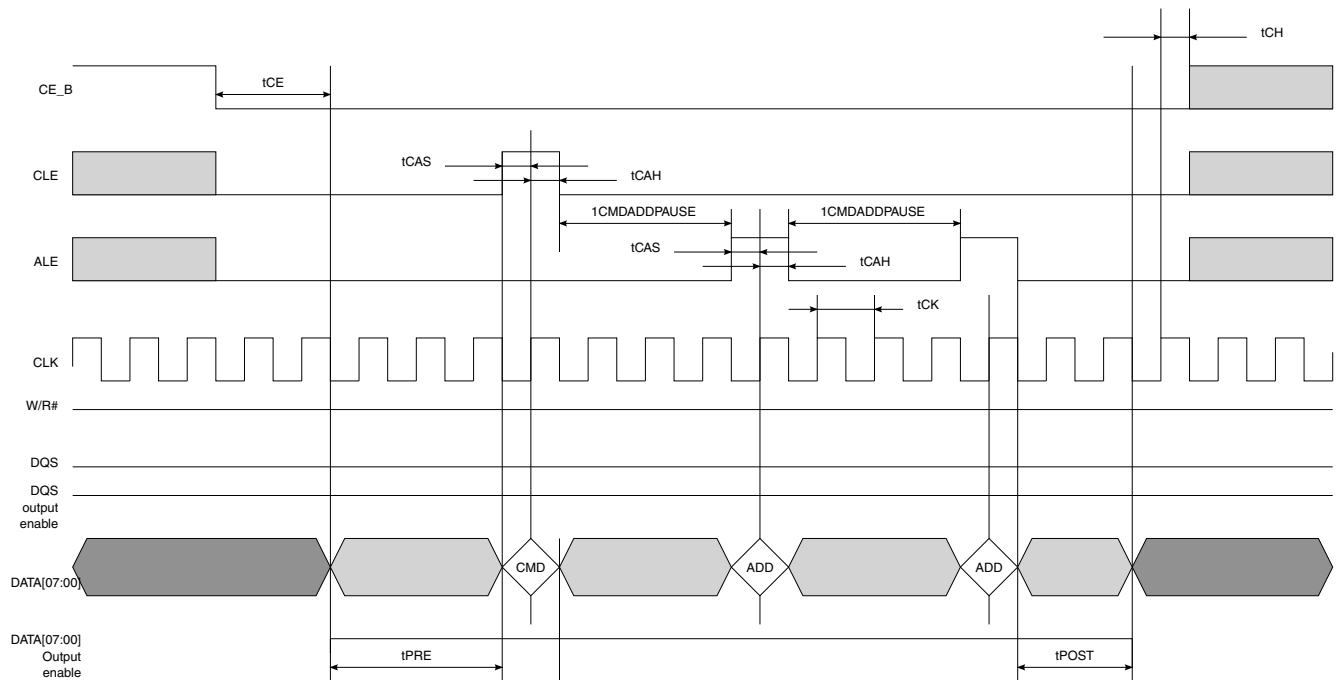 tCH
tCE
CE_B
tCAS
CLE
tCAH
1CMDADDPAUSE
1CMDADDPAUSE
tCAS
ALE
tCAH
tCK
CLK
W/R#
DQS
DQS
output
enable
CMD
ADD
ADD
DATA[07:00]
DATA[07:00]
Output
enable
tPRE
tPOST